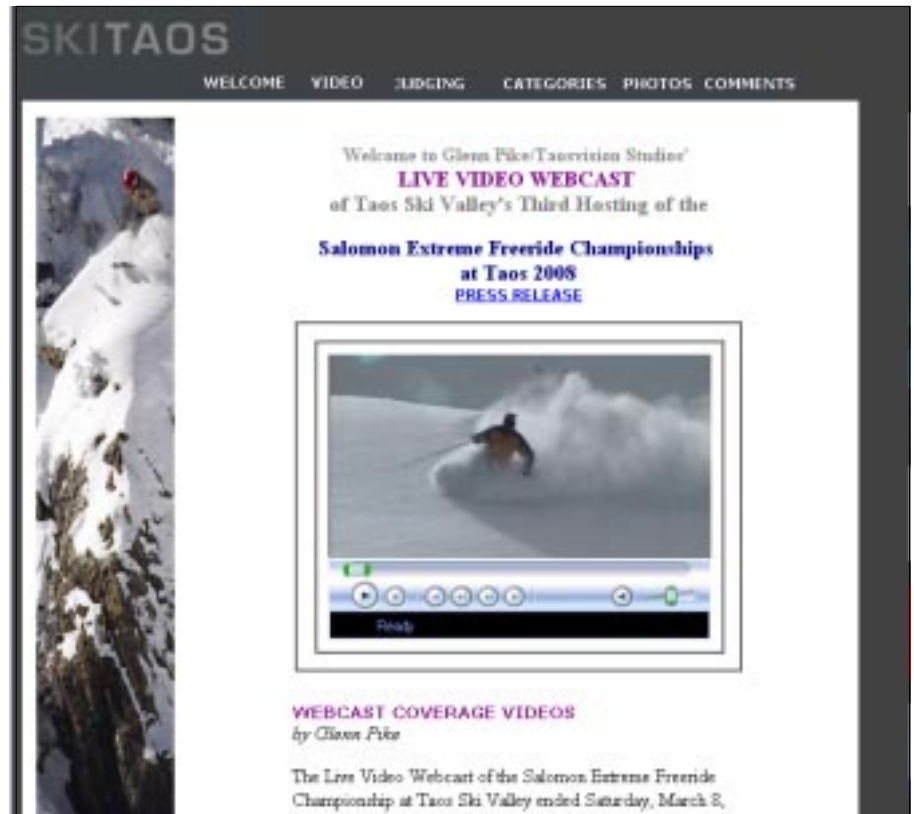 SKITAOS
WELCOME VIDEO JUDGING CATEGORIES PHOTOS COMMENTS
Welcome to Glenn Pike/Taosvision Studios'
LIVE VIDEO WEBCAST
of Taos Ski Valley's Third Hosting of the
Salomon Extreme Freeride Championships
at Taos 2008
PRESS RELEASE
Ready
WEBCAST COVERAGE VIDEOS
by Glenn Pike
The Live Video Webcast of the Salomon Extreme Freeride
Championship at Taos Ski Valley ended Saturday, March 8,